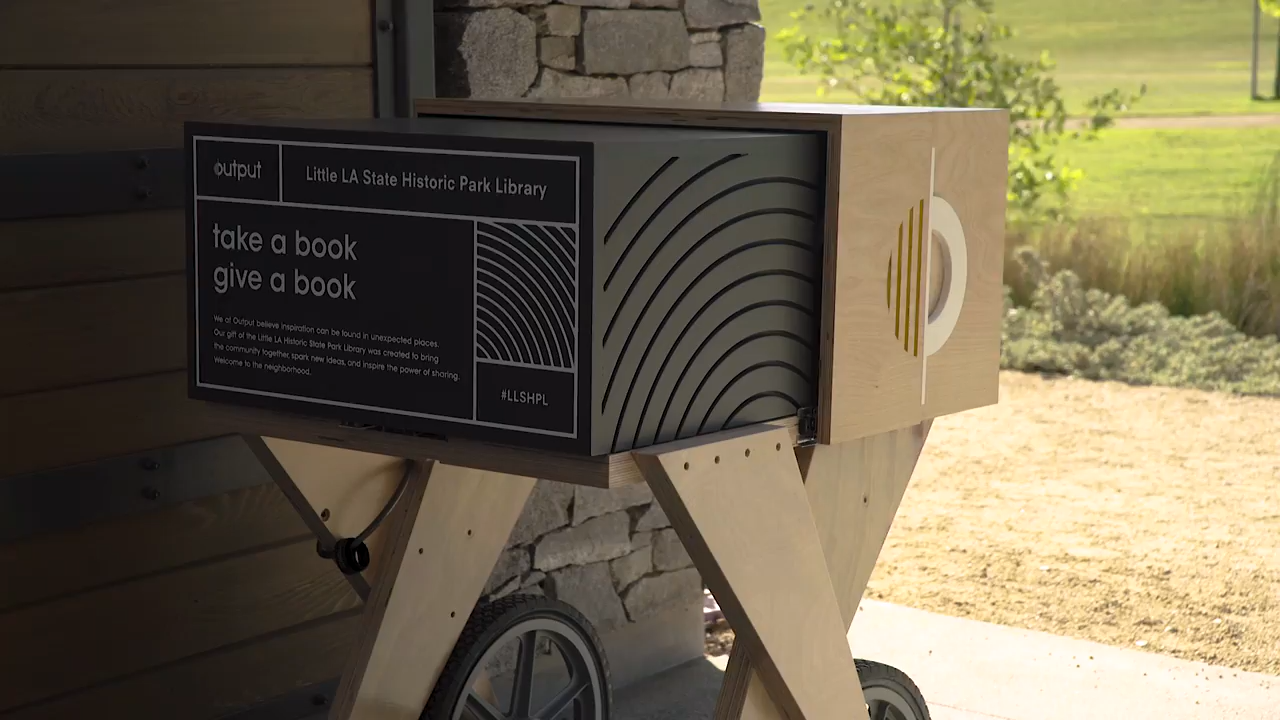 output
Little LA State Historic Park Library
take a book
give a book
We at Output believe inspiration can be found in unexpected places.
Our gift of the Little LA Historic State Park Library was created to bring
the community together, spark new ideas, and inspire the power of sharing.
Welcome to the neighborhood.
#LLSHPL